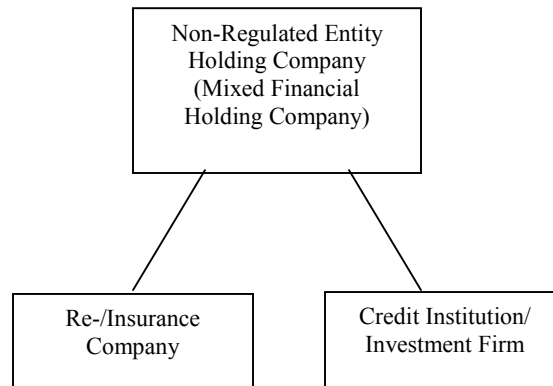 Non-Regulated Entity
Holding Company
(Mixed Financial
Holding Company)
Re-/Insurance
Company
Credit Institution/
Investment Firm